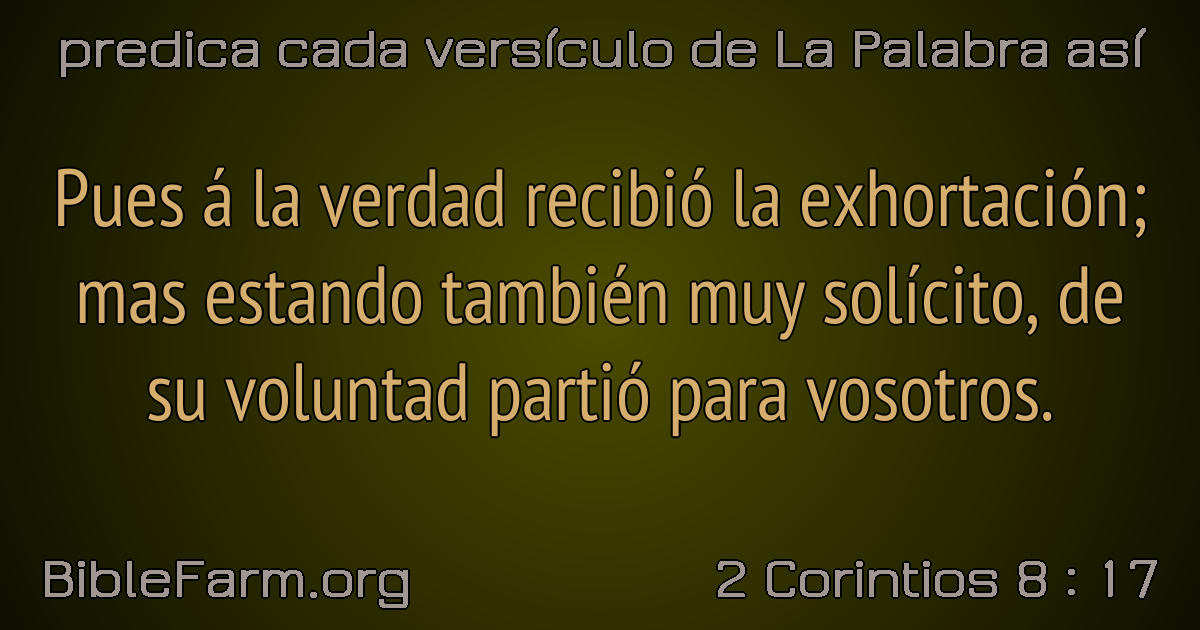 predica cada versículo de La Palabra así
Pues á la verdad recibió la exhortación;
mas estando también muy solícito, de
su voluntad partió para vosotros.
BibleFarm.org
2 Corintios 8 : 17